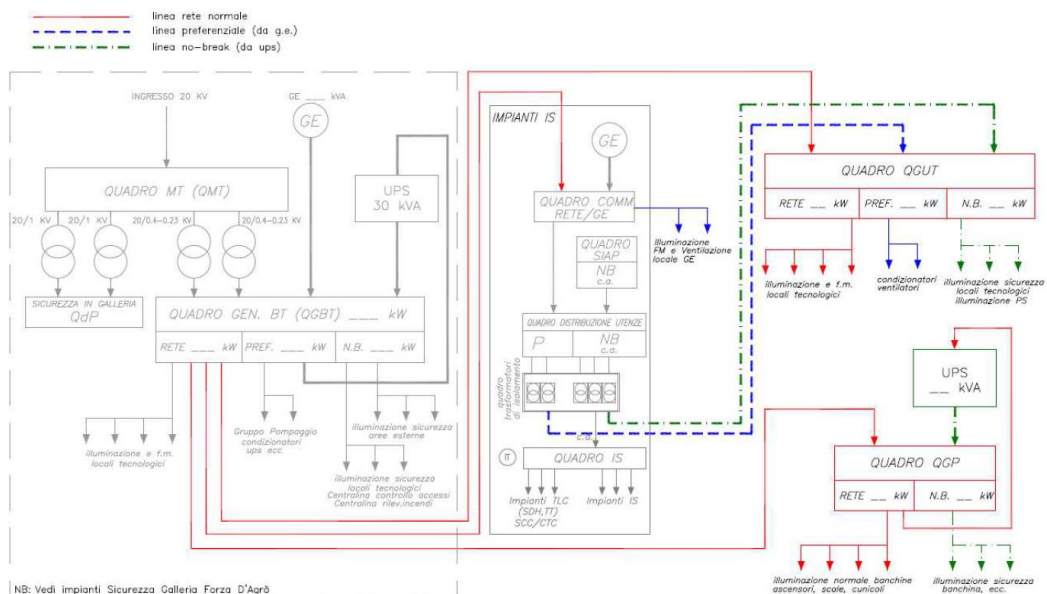 linea rete normale
linea preferenziale (da g.e.)
linea no-break (da ups)
INGRESSO 20 KV
GE ___ kVA
GE
QUADRO MT (QMT)
UPS
30 kVA
20/1 KV
20/1 KV
20/0.4-0.23 KV
20/0.4-0.23 KV
SICUREZZA IN GALLERIA
QdP
QUADRO GEN. BT (QGBT) ___ kW
RETE ___ kW
PREF. ___ kW
N.B. ___ kW
illuminazione e f.m.
locali tecnologici
Gruppo Pompaggio
condizionatori
ups ecc.
illuminazione sicurezza
aree esterne
illuminazione sicurezza
locali tecnologici
Centralina controllo accessi
Centralina rilev.incendi
NB: Vedi impianti Sicurezza Galleria Forza D'Agrò
IMPIANTI IS
GE
QUADRO COMM
RETE/GE
illuminazione
FM e Ventilazione
locale GE
QUADRO
SIAP
NB
c.a.
QUADRO DISTRIBUZIONE UTENZE
P
NB
c.a.
quadro
trasformatori
di isolamento
c.a.
IT
QUADRO IS
Impianti TLC
(SDH,TT)
SCC/CTC
Impianti IS
QUADRO QGUT
RETE __ kW
PREF. __ kW
N.B. __ kW
illuminazione e f.m.
locali tecnologici
condizionatori
ventilatori
illuminazione sicurezza
locali tecnologici
illuminazione PS
UPS
__ kVA
QUADRO QGP
RETE __ kW
N.B. __ kW
illuminazione normale banchine
ascensori, scale, cunicoli
illuminazione sicurezza
banchina, ecc.